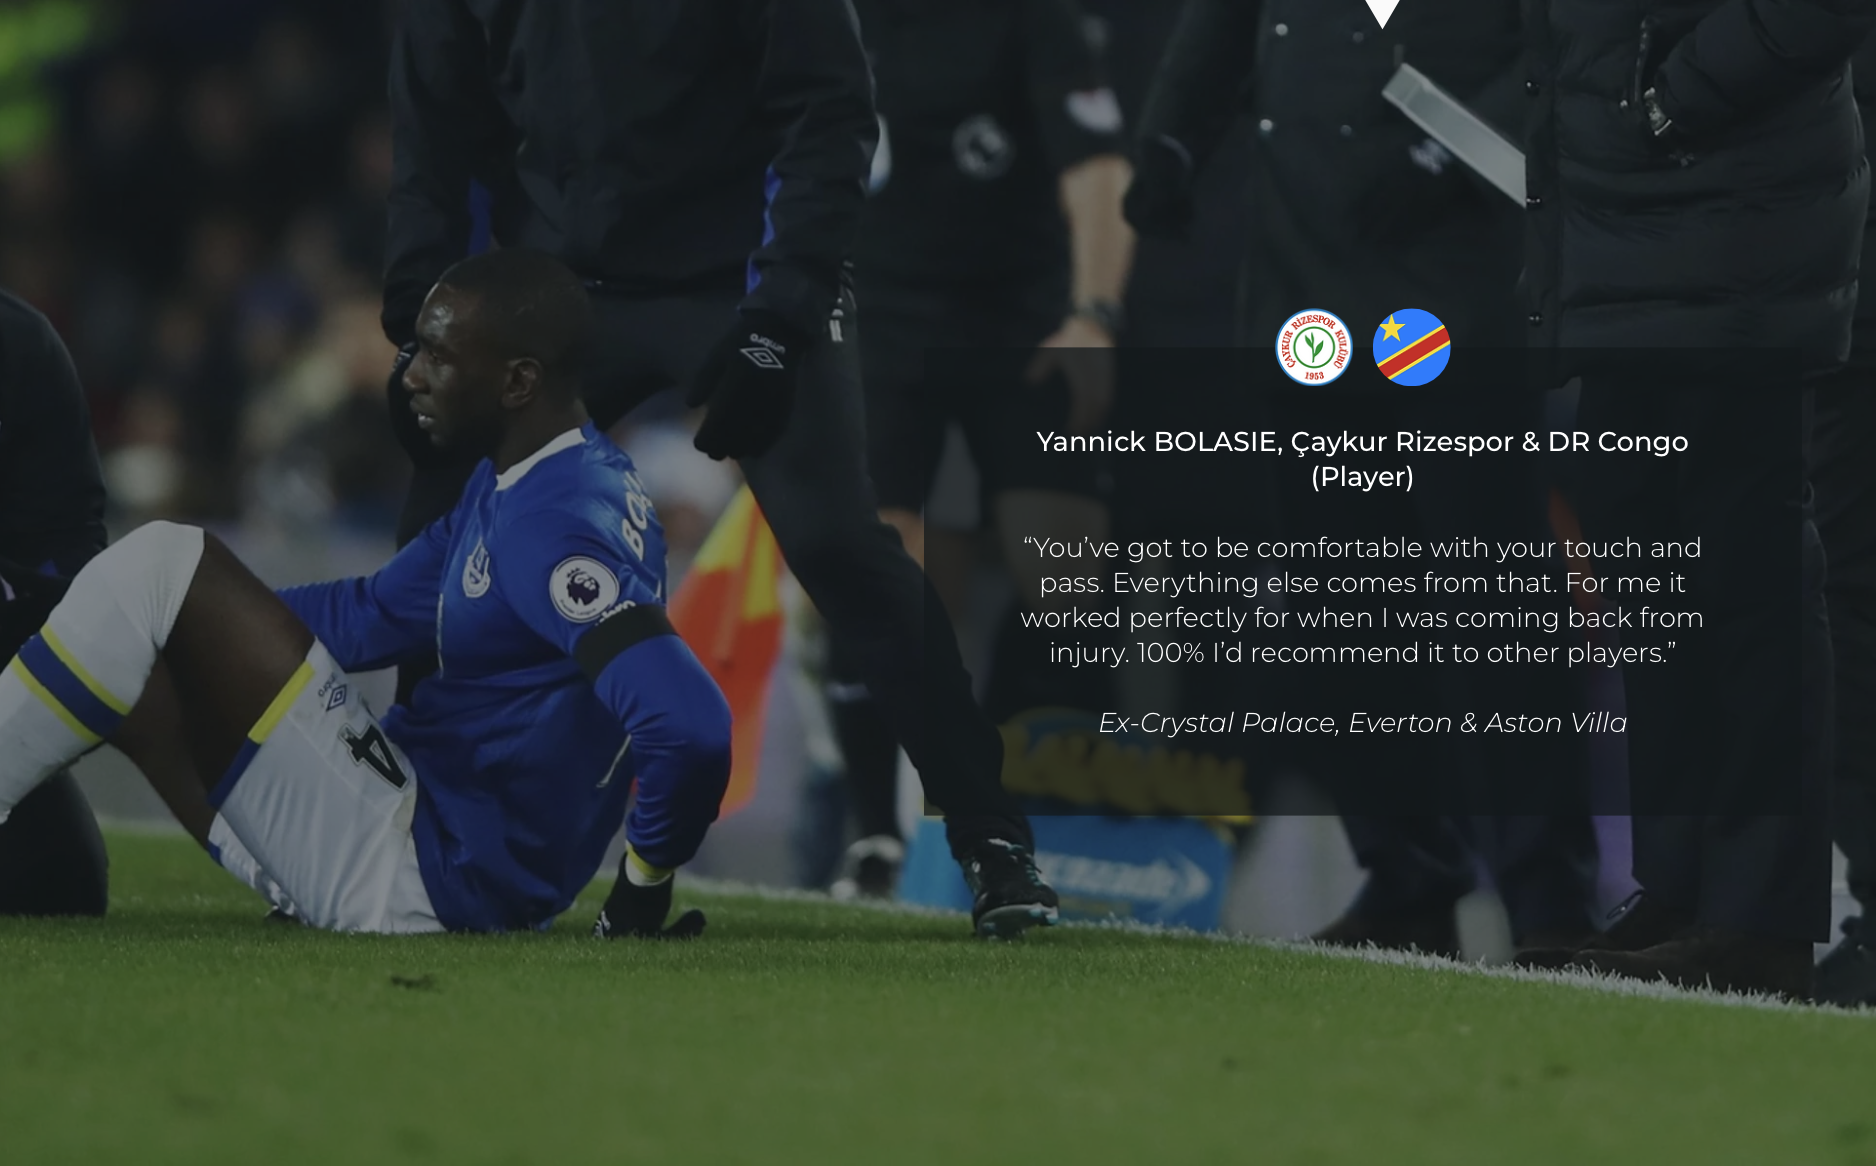 ÇAYKUR RİZESPOR KULÜBÜ
1953
Yannick BOLASIE, Çaykur Rizespor & DR Congo
(Player)
“You’ve got to be comfortable with your touch and
pass. Everything else comes from that. For me it
worked perfectly for when I was coming back from
injury. 100% I’d recommend it to other players.”
Ex-Crystal Palace, Everton & Aston Villa
umbro
4